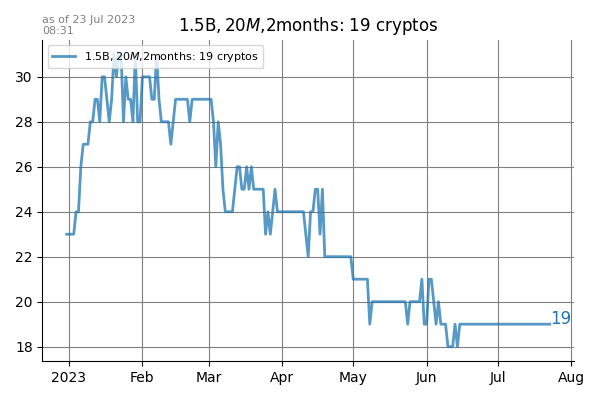 as of 23 Jul 2023
08:31
1.5B, 20M,2months: 19 cryptos
1.5B, 20M,2months: 19 cryptos
30
28
26
24
22
20
18
19
2023 Feb Mar Apr May Jun Jul Aug